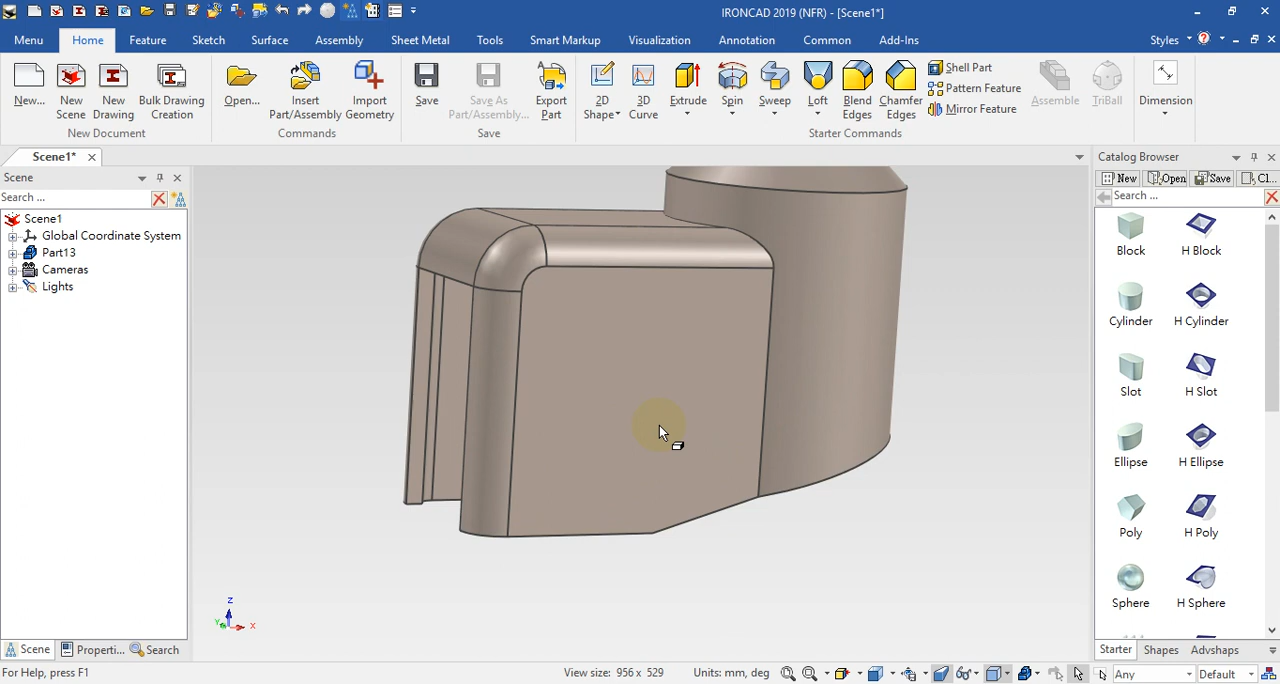 IRONCAD 2019 (NFR) - [Scene1*]
Menu Home Feature Sketch Surface Assembly Sheet Metal Tools Smart Markup Visualization Annotation Common Add-Ins Styles
New... New Scene New Drawing Bulk Drawing Creation Open... Insert Part/Assembly Import Geometry Save Save As Part/Assembly... Export Part 2D Shape 3D Curve Extrude Spin Sweep Loft Blend Edges Chamfer Edges Shell Part Pattern Feature Mirror Feature Assemble TriBall Dimension
New Document Commands Save Starter Commands
Scene1*
Scene
Search ...
Scene1
Global Coordinate System
Part13
Cameras
Lights
Z
Y X
Catalog Browser
New Open Save Cl...
Search ...
Block H Block
Cylinder H Cylinder
Slot H Slot
Ellipse H Ellipse
Poly H Poly
Sphere H Sphere
Scene Properti... Search
Starter Shapes Advshaps
For Help, press F1 View size: 956 x 529 Units: mm, deg Any Default